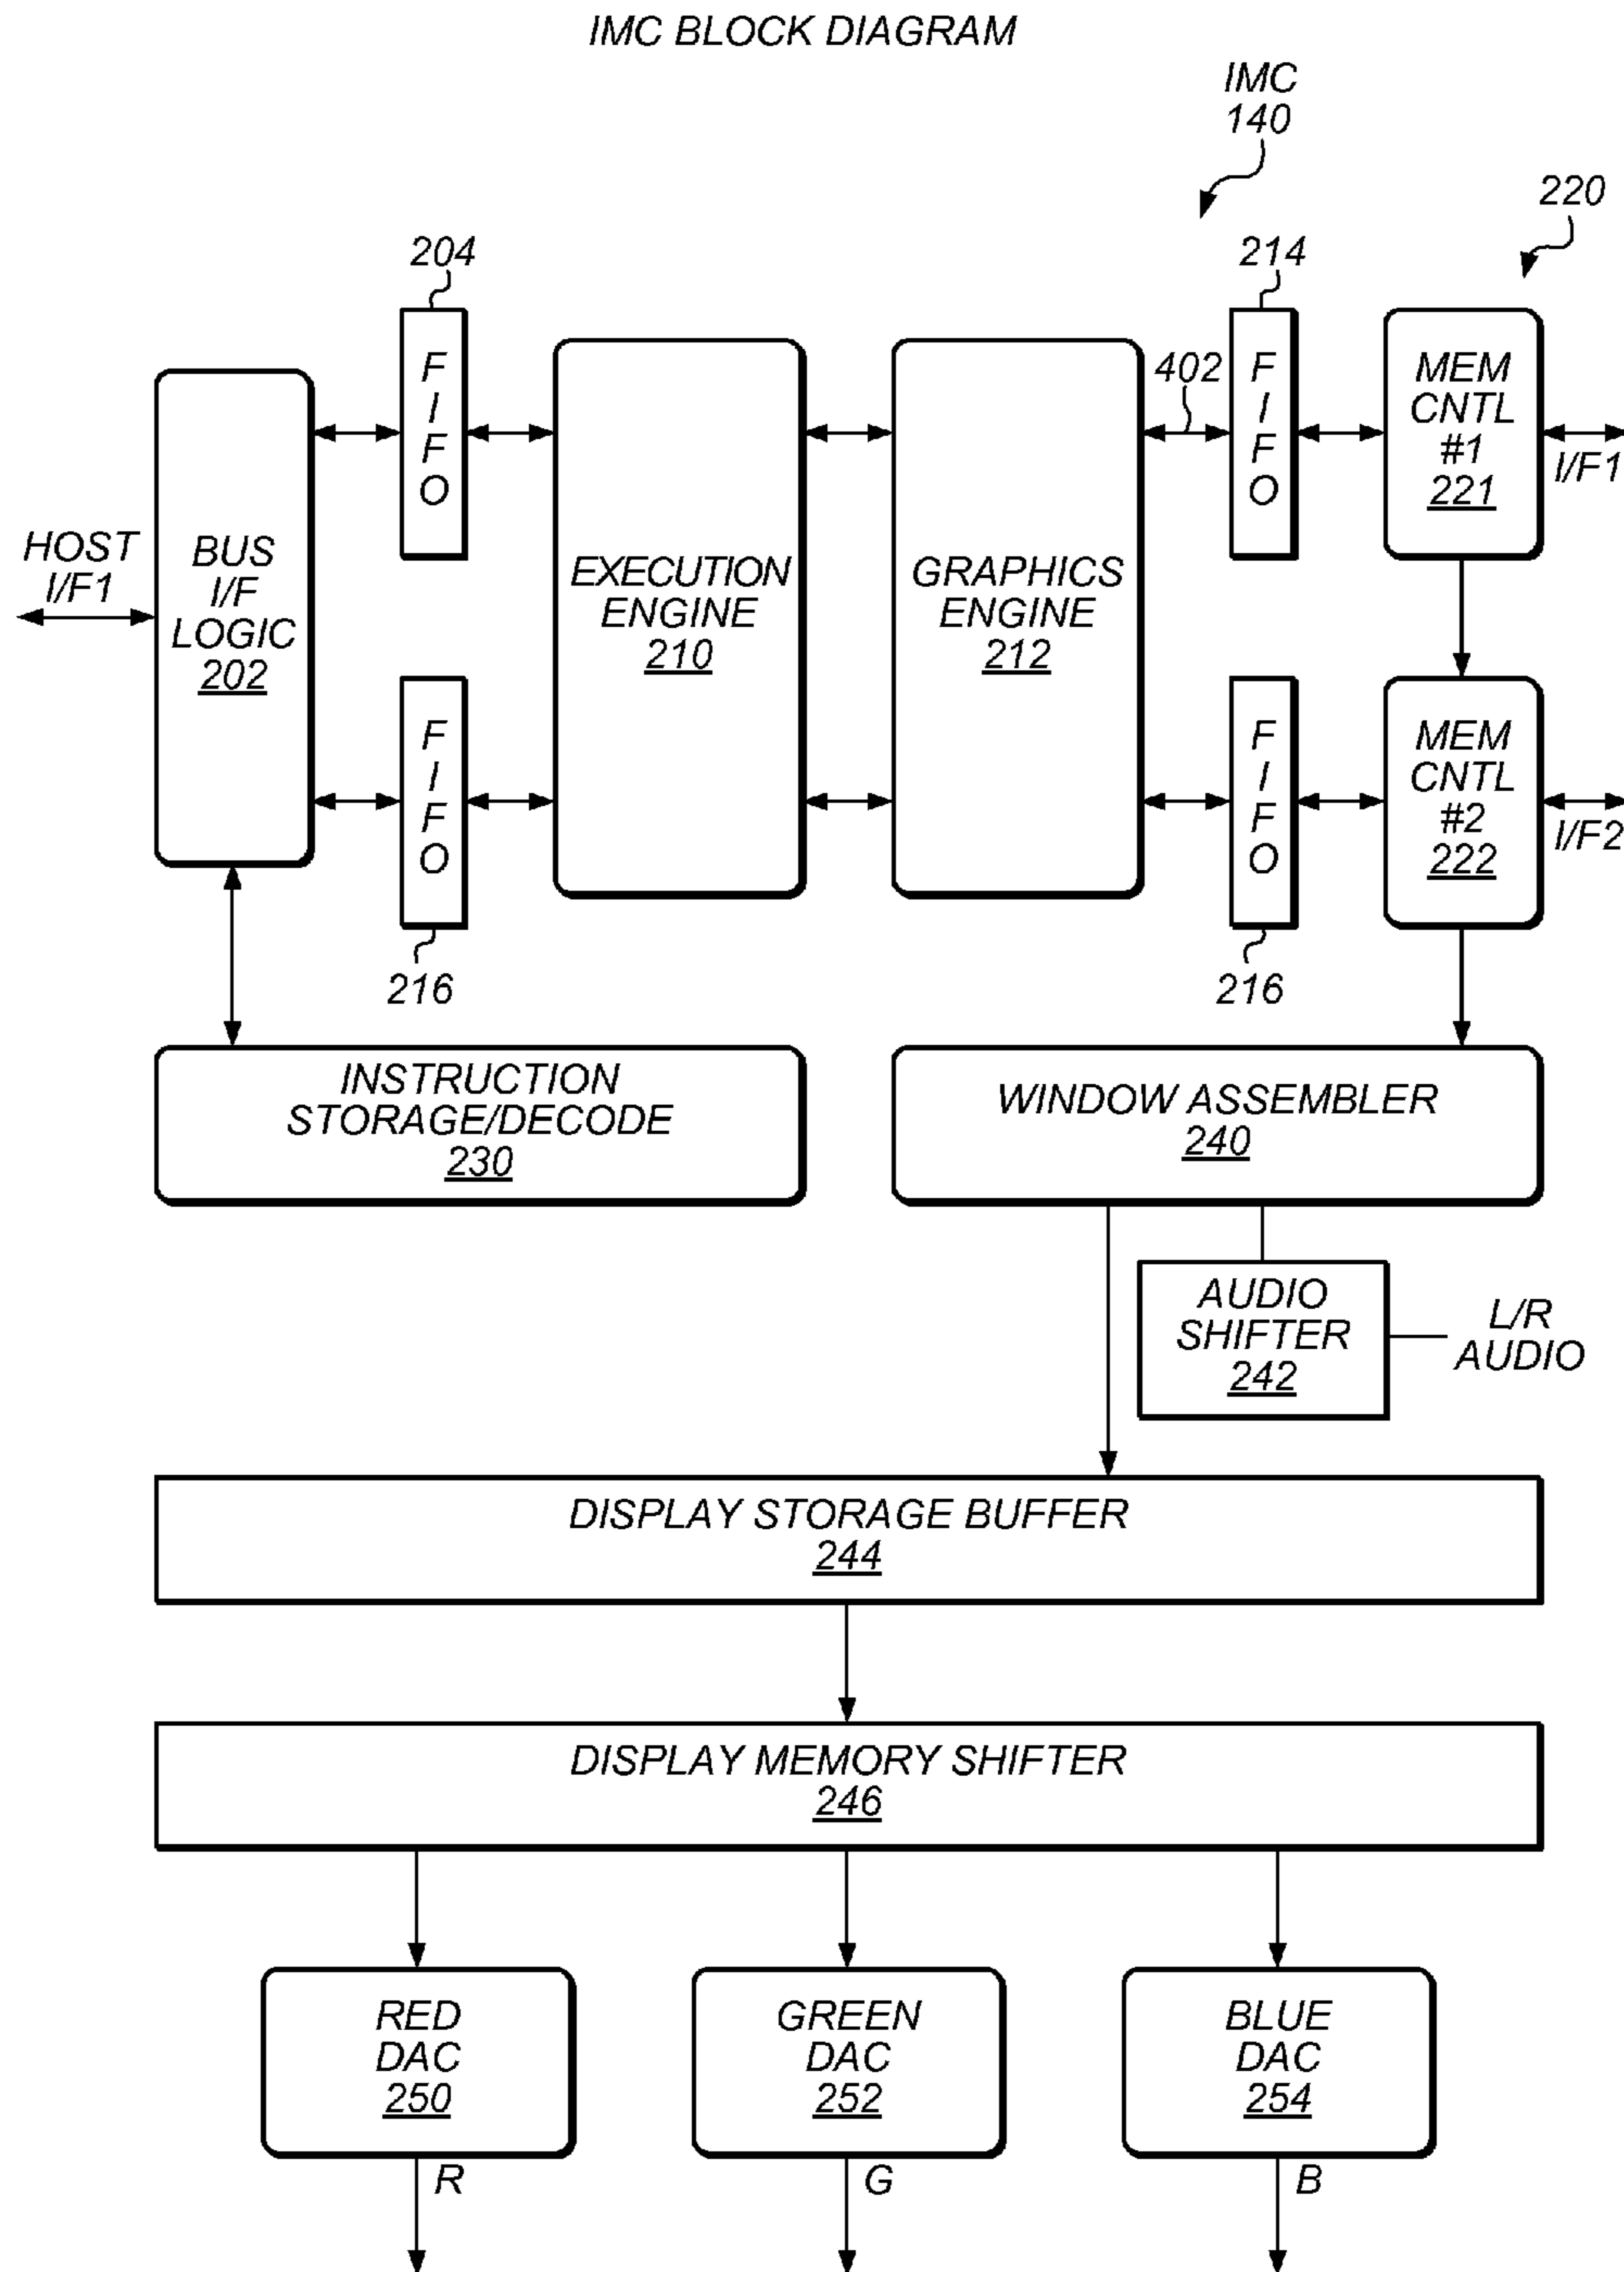 IMC BLOCK DIAGRAM
IMC
140
220
204
214
F
I
F
O
402
F
I
F
O
MEM
CNTL
#1
221
I/F1
HOST
I/F1
BUS
I/F
LOGIC
202
EXECUTION
ENGINE
210
GRAPHICS
ENGINE
212
F
I
F
O
F
I
F
O
MEM
CNTL
#2
222
I/F2
216
216
INSTRUCTION
STORAGE/DECODE
230
WINDOW ASSEMBLER
240
AUDIO
SHIFTER
242
L/R
AUDIO
DISPLAY STORAGE BUFFER
244
DISPLAY MEMORY SHIFTER
246
RED
DAC
250
GREEN
DAC
252
BLUE
DAC
254
R
G
B